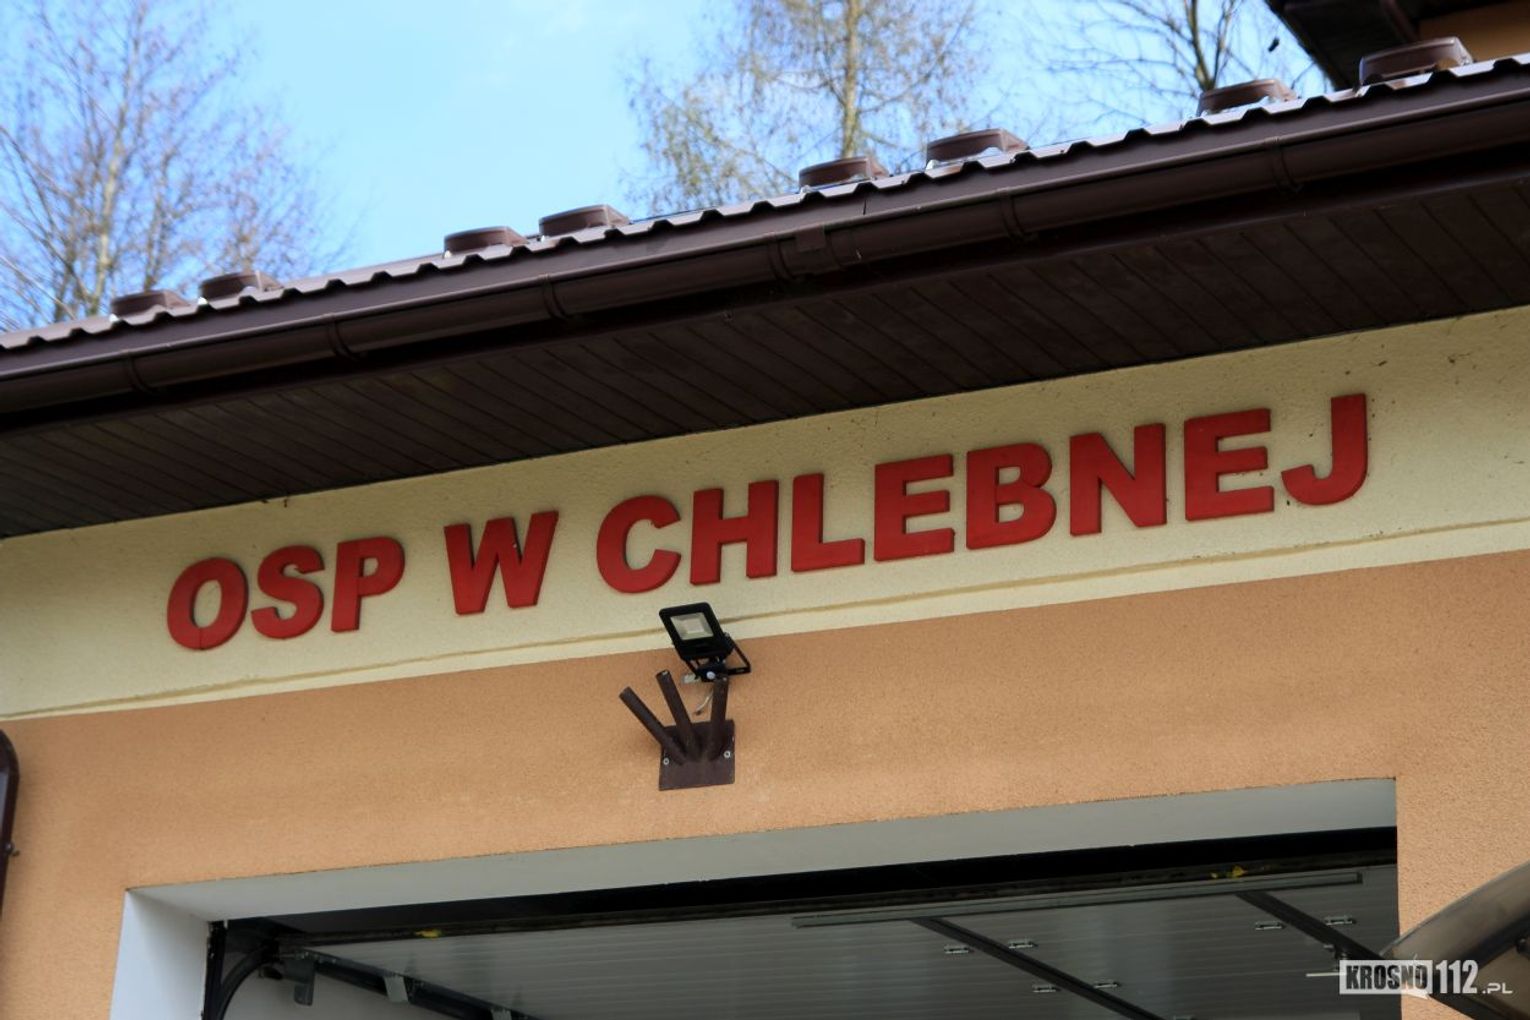 OSP W CHLEBNEJ
KROSNO112.PL